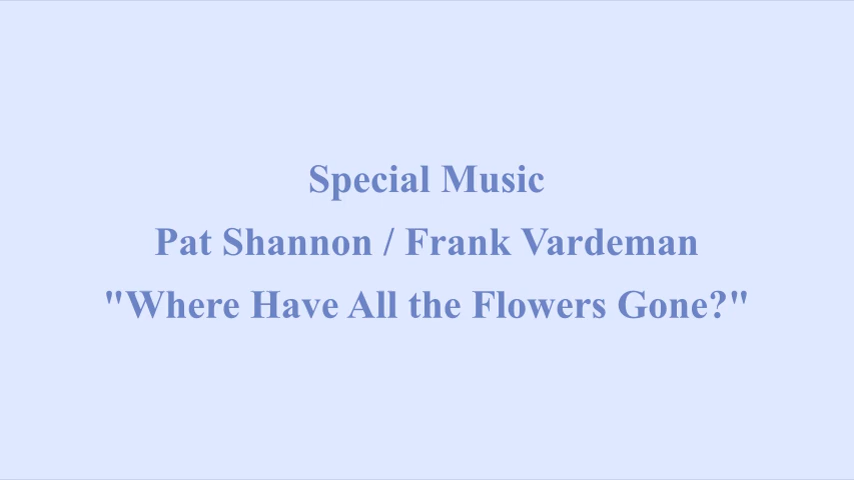 Special Music
Pat Shannon / Frank Vardeman
"Where Have All the Flowers Gone?"